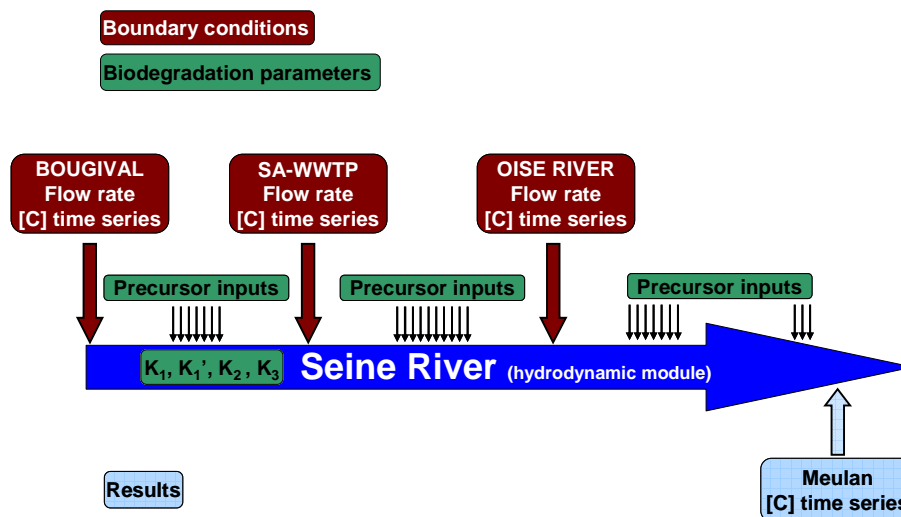 Boundary conditions
Biodegradation parameters
BOUGIVAL
Flow rate
[C] time series
SA-WWTP
Flow rate
[C] time series
OISE RIVER
Flow rate
[C] time series
Precursor inputs
Precursor inputs
Precursor inputs
K₁, K₁’, K₂ , K₃
Seine River (hydrodynamic module)
Results
Meulan
[C] time series